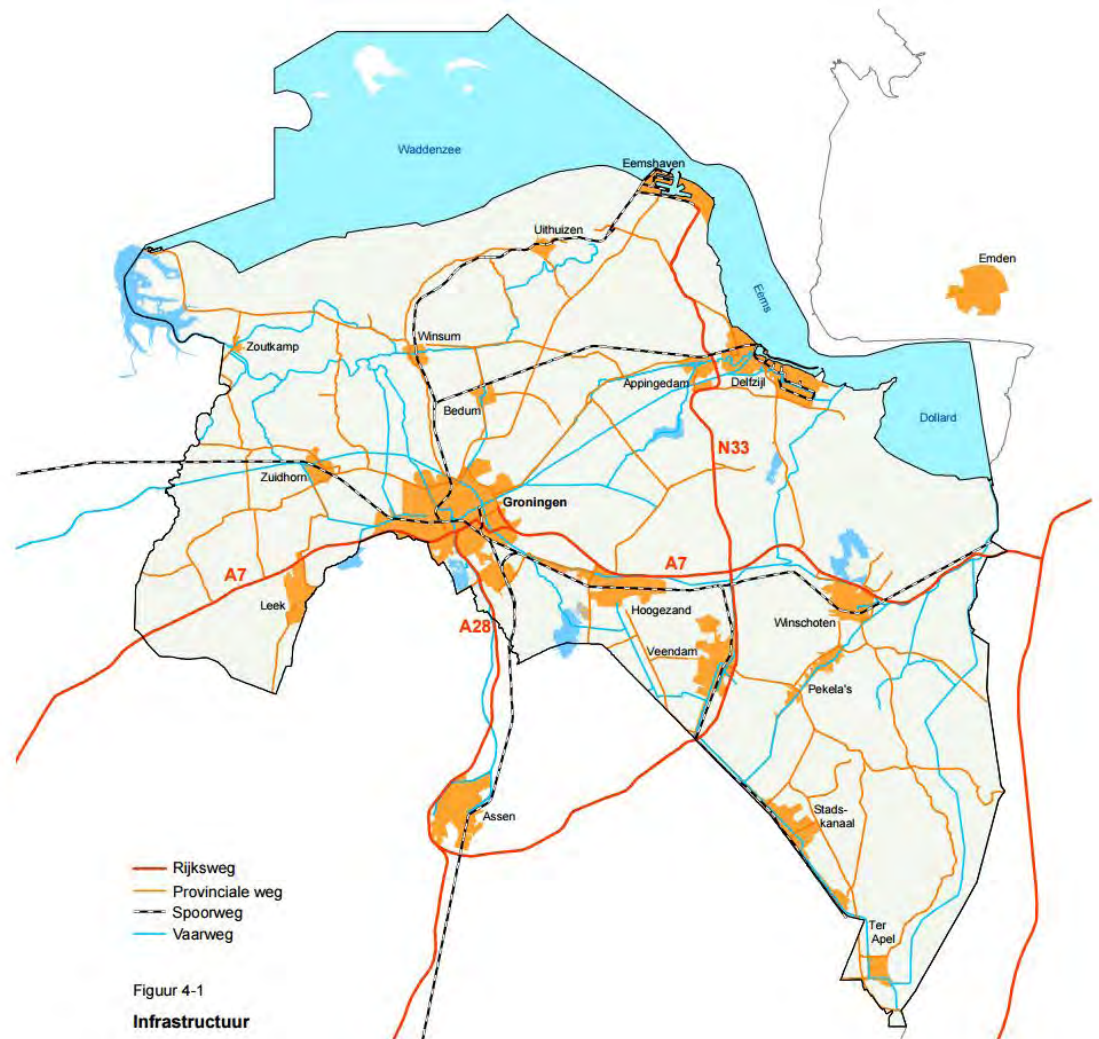 Waddenzee
Eemshaven
Uithuizen
Emden
Eems
Zoutkamp
Winsum
Appingedam
Delfzijl
Bedum
Dollard
N33
Zuidhorn
Groningen
A7
A7
Leek
Hoogezand
A28
Winschoten
Veendam
Pekela's
Assen
Stads-
kanaal
Ter
Apel
Rijksweg
Provinciale weg
Spoorweg
Vaarweg
Figuur 4-1
Infrastructuur